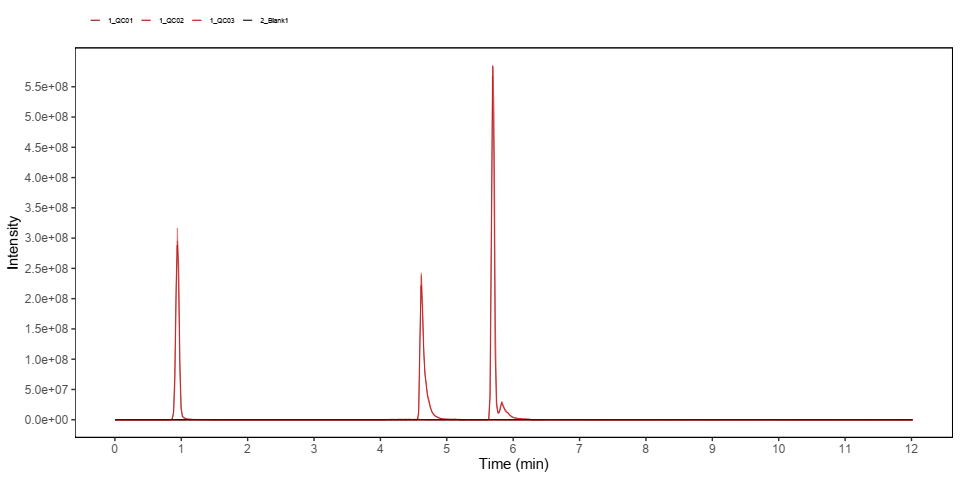 1_QC01 1_QC02 1_QC03 2_Blank1
5.5e+08
5.0e+08
4.5e+08
4.0e+08
3.5e+08
3.0e+08
2.5e+08
2.0e+08
1.5e+08
1.0e+08
5.0e+07
0.0e+00
Intensity
0 1 2 3 4 5 6 7 8 9 10 11 12
Time (min)